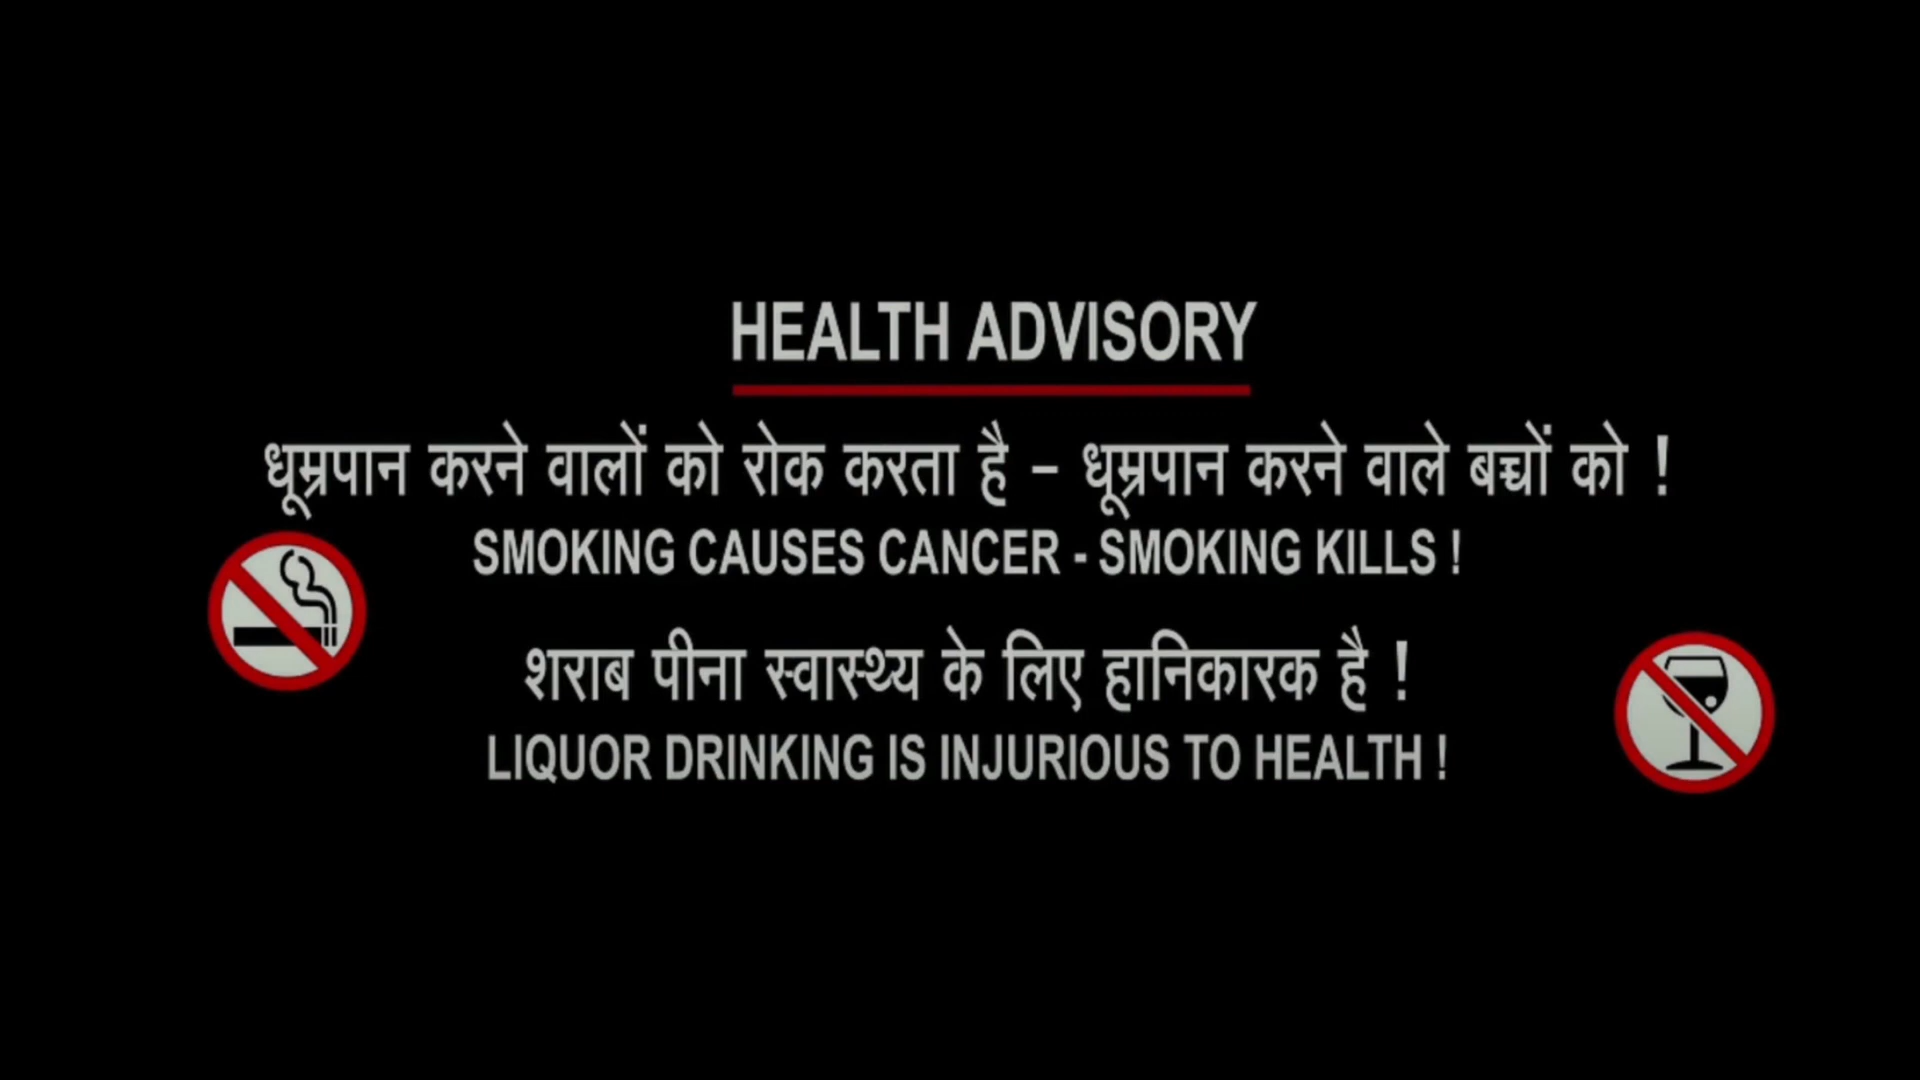 HEALTH ADVISORY
धूम्रपान करने वालों को रोक करता है – धूम्रपान करने वाले बच्चों को !
SMOKING CAUSES CANCER - SMOKING KILLS !
शराब पीना स्वास्थ्य के लिए हानिकारक है !
LIQUOR DRINKING IS INJURIOUS TO HEALTH !